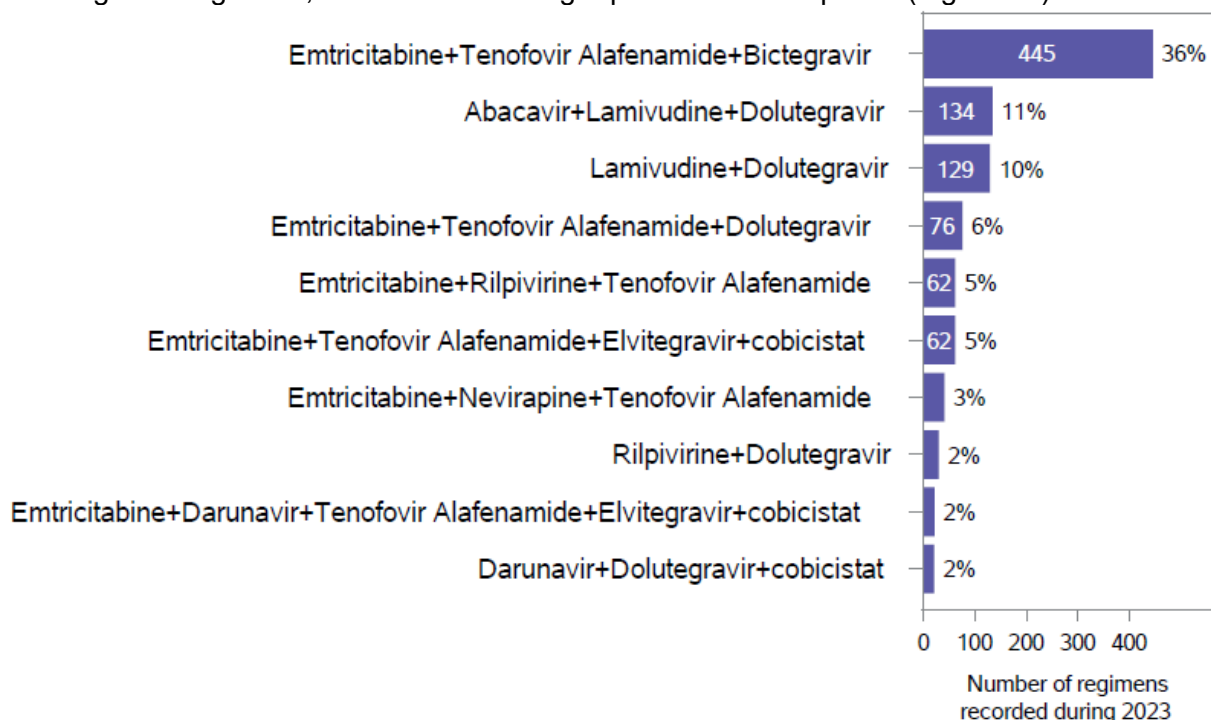 Emtricitabine+Tenofovir Alafenamide+Bictegravir 445 36%
Abacavir+Lamivudine+Dolutegravir 134 11%
Lamivudine+Dolutegravir 129 10%
Emtricitabine+Tenofovir Alafenamide+Dolutegravir 76 6%
Emtricitabine+Rilpivirine+Tenofovir Alafenamide 62 5%
Emtricitabine+Tenofovir Alafenamide+Elvitegravir+cobicistat 62 5%
Emtricitabine+Nevirapine+Tenofovir Alafenamide 3%
Rilpivirine+Dolutegravir 2%
Emtricitabine+Darunavir+Tenofovir Alafenamide+Elvitegravir+cobicistat 2%
Darunavir+Dolutegravir+cobicistat 2%
0 100 200 300 400
Number of regimens
recorded during 2023